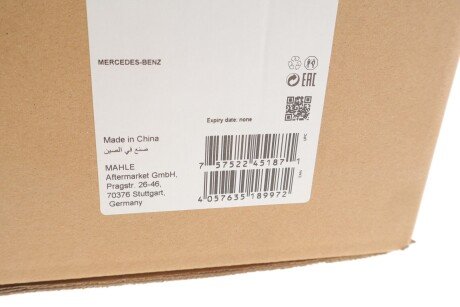 MERCEDES-BENZ
EAC
Expiry date: none
Made in China
صنع في الصين
MAHLE
Aftermarket GmbH,
Pragstr. 26-46,
70376 Stuttgart,
Germany
7 57522 45187 1
4 057635 189972